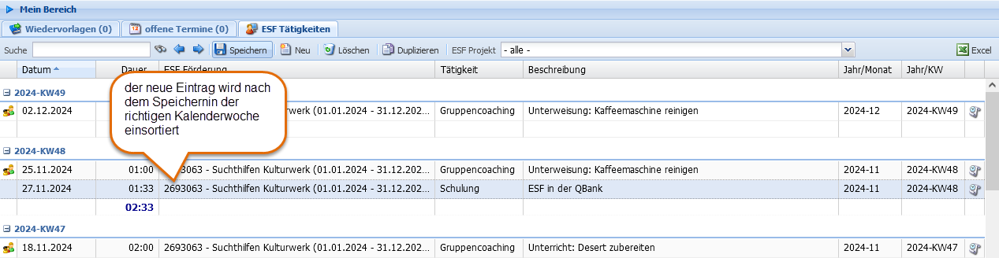 Mein Bereich
Wiedervorlagen (0) offene Termine (0) ESF Tätigkeiten
Suche Speichern Neu Löschen Duplizieren ESF Projekt - alle - Excel
Datum Dauer ESF Förderung Tätigkeit Beschreibung Jahr/Monat Jahr/KW
der neue Eintrag wird nach
dem Speichernin der
richtigen Kalenderwoche
einsortiert
2024-KW49
02.12.2024 werk (01.01.2024 - 31.12.202... Gruppencoaching Unterweisung: Kaffeemaschine reinigen 2024-12 2024-KW49
2024-KW48
25.11.2024 01:00 3063 - Suchthilfen Kulturwerk (01.01.2024 - 31.12.202... Gruppencoaching Unterweisung: Kaffeemaschine reinigen 2024-11 2024-KW48
27.11.2024 01:33 2693063 - Suchthilfen Kulturwerk (01.01.2024 - 31.12.202... Schulung ESF in der QBank 2024-11 2024-KW48
02:33
2024-KW47
18.11.2024 02:00 2693063 - Suchthilfen Kulturwerk (01.01.2024 - 31.12.202... Gruppencoaching Unterricht: Desert zubereiten 2024-11 2024-KW47